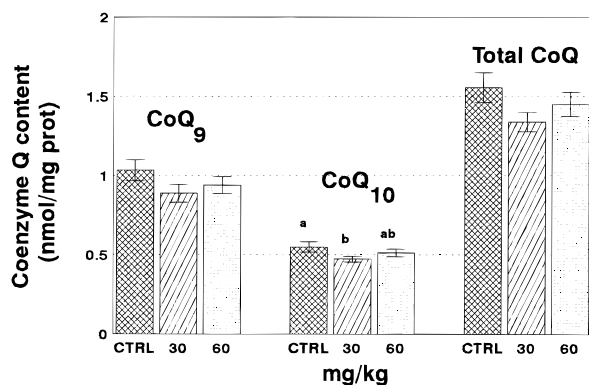 2
1.5
1
0.5
0
Coenzyme Q content
(nmol/mg prot)
CoQ9
CoQ10
Total CoQ
a
b
ab
CTRL 30 60 CTRL 30 60 CTRL 30 60
mg/kg